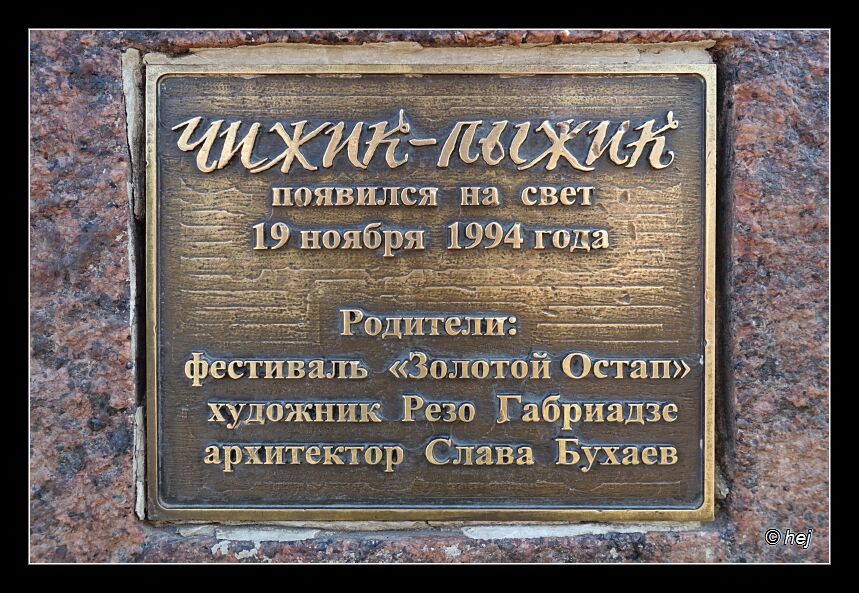 ЧИЖИК-ПЫЖИК
появился на свет
19 ноября 1994 года
Родители:
фестиваль «Золотой Остап»
художник Резо Габриадзе
архитектор Слава Бухаев
© hej